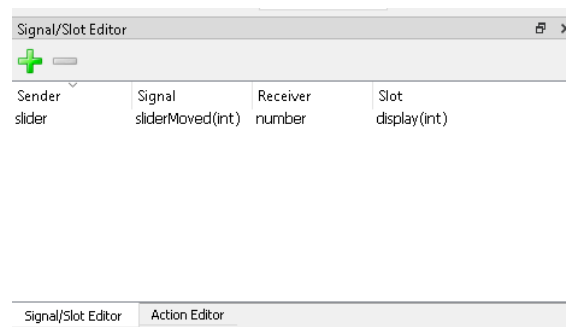 Signal/Slot Editor
Sender Signal Receiver Slot
slider sliderMoved(int) number display(int)
Signal/Slot Editor Action Editor